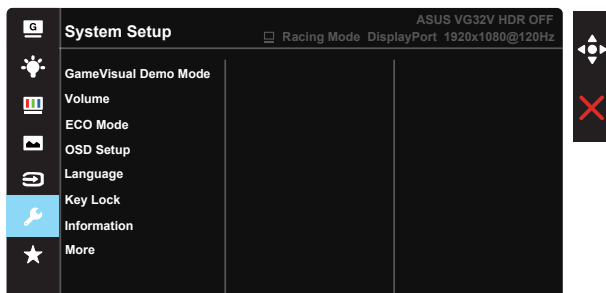 G
System Setup
ASUS VG32V HDR OFF
Racing Mode DisplayPort 1920x1080@120Hz
GameVisual Demo Mode
Volume
ECO Mode
OSD Setup
Language
Key Lock
Information
More